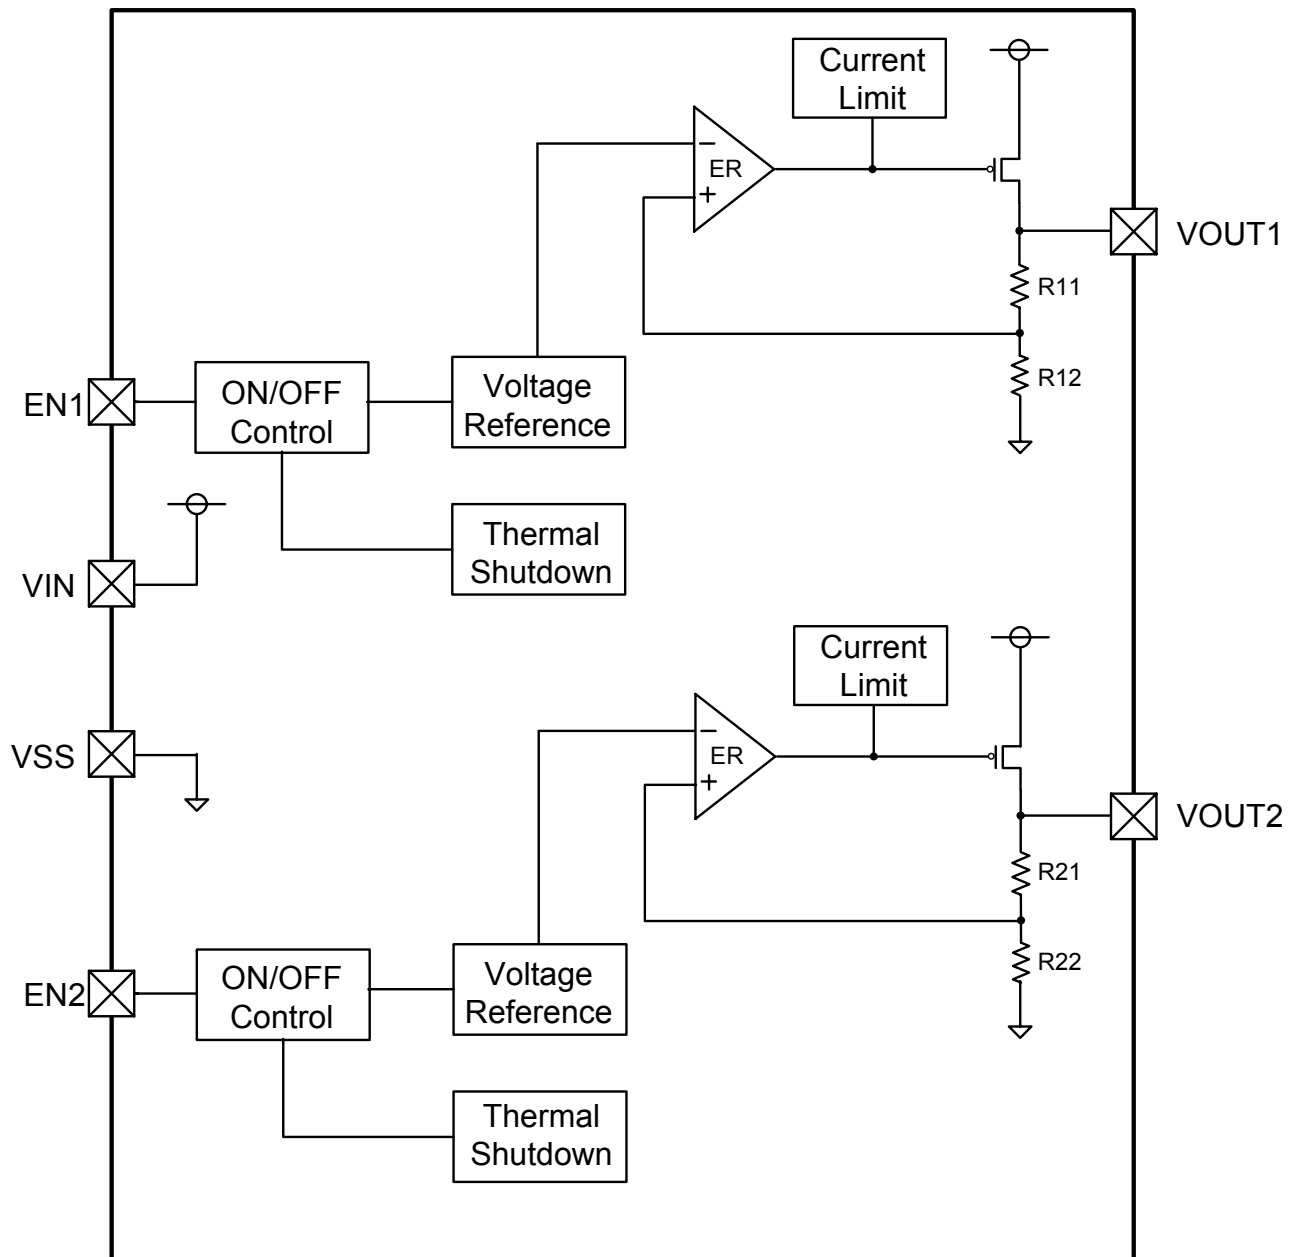 Current
Limit
−
ER
+
VOUT1
R11
R12
EN1
ON/OFF
Control
Voltage
Reference
VIN
Thermal
Shutdown
Current
Limit
−
ER
+
VSS
VOUT2
R21
R22
EN2
ON/OFF
Control
Voltage
Reference
Thermal
Shutdown